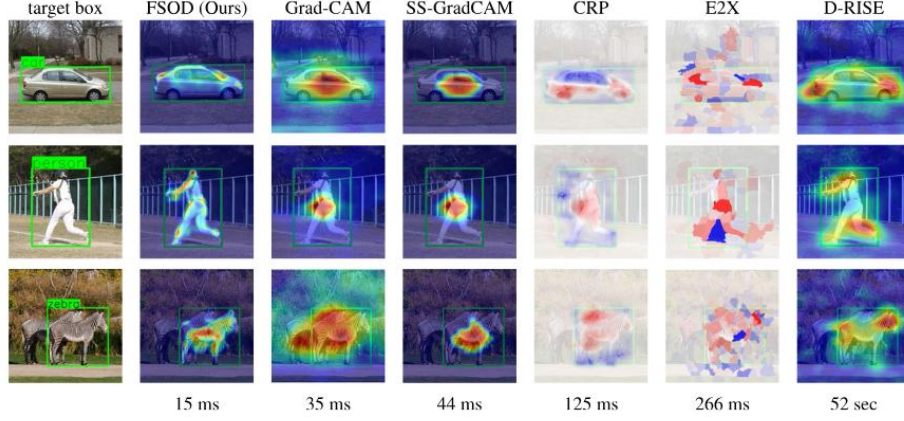 target box FSOD (Ours) Grad-CAM SS-GradCAM CRP E2X D-RISE
car
person
zebra
15 ms 35 ms 44 ms 125 ms 266 ms 52 sec